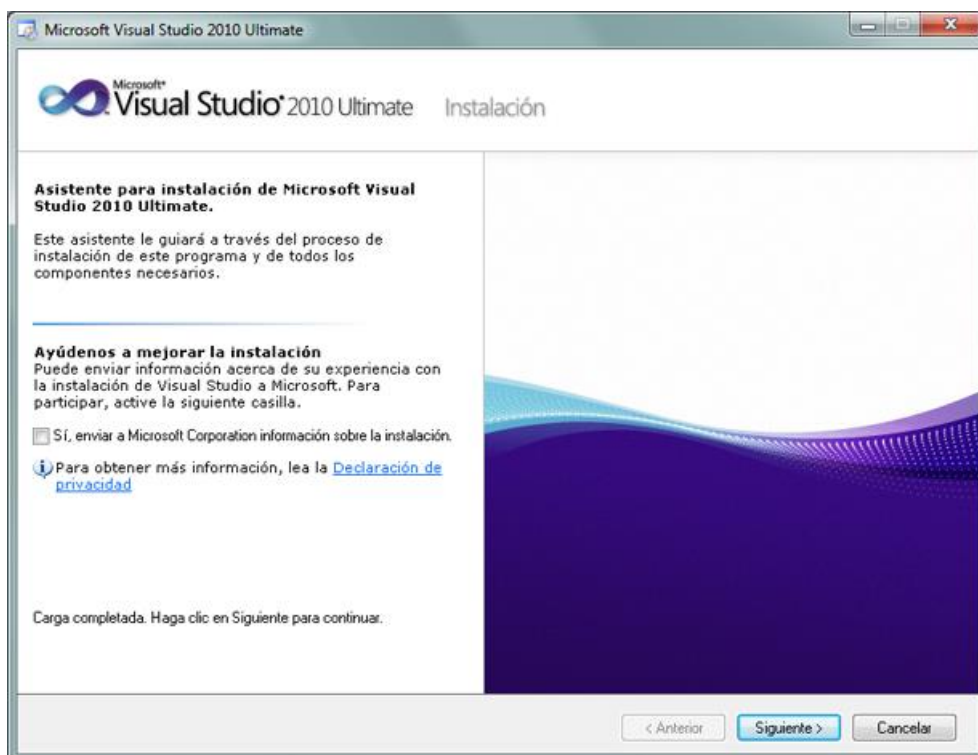 Microsoft Visual Studio 2010 Ultimate
Microsoft®
Visual Studio® 2010 Ultimate Instalación
Asistente para instalación de Microsoft Visual
Studio 2010 Ultimate.
Este asistente le guiará a través del proceso de
instalación de este programa y de todos los
componentes necesarios.
Ayúdenos a mejorar la instalación
Puede enviar información acerca de su experiencia con
la instalación de Visual Studio a Microsoft. Para
participar, active la siguiente casilla.
Sí, enviar a Microsoft Corporation información sobre la instalación.
Para obtener más información, lea la Declaración de
privacidad
Carga completada. Haga clic en Siguiente para continuar.
< Anterior Siguiente > Cancelar